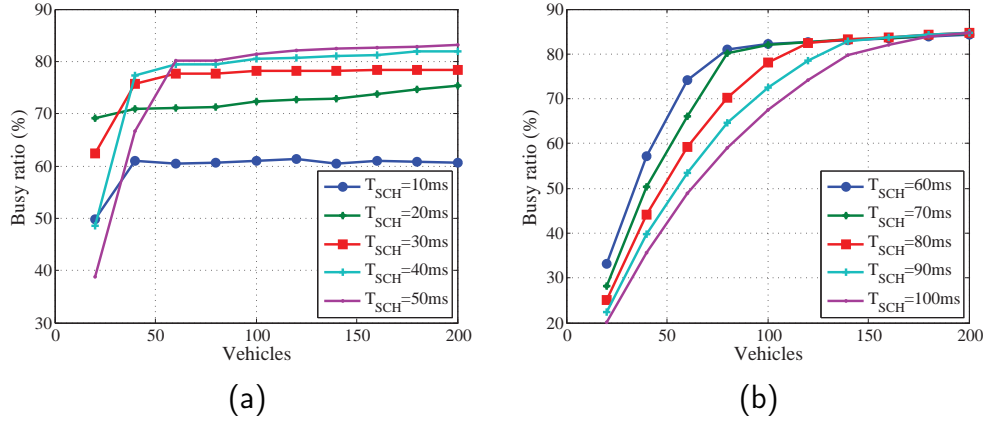 90
80
70
60
50
40
30
Busy ratio (%)
0 50 100 150 200
Vehicles
T_SCH=10ms
T_SCH=20ms
T_SCH=30ms
T_SCH=40ms
T_SCH=50ms
(a)
90
80
70
60
50
40
30
20
Busy ratio (%)
0 50 100 150 200
Vehicles
T_SCH=60ms
T_SCH=70ms
T_SCH=80ms
T_SCH=90ms
T_SCH=100ms
(b)